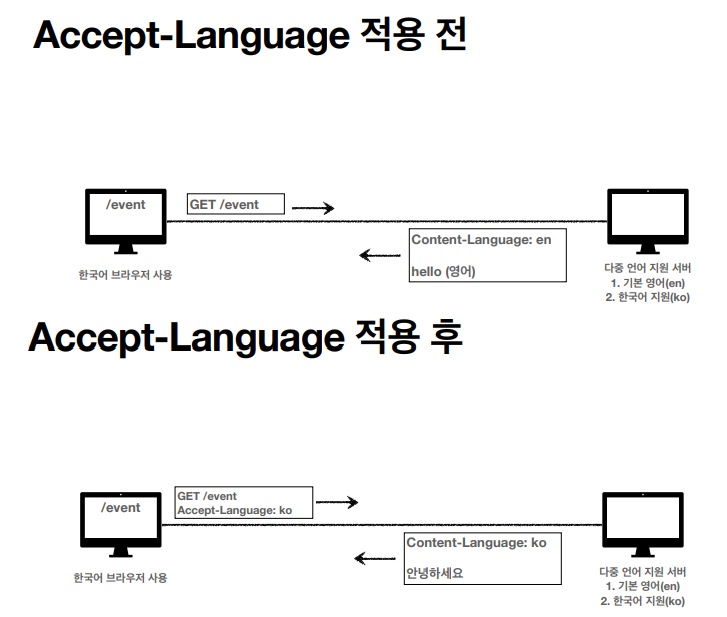 Accept-Language 적용 전
/event
GET /event
Content-Language: en
hello (영어)
한국어 브라우저 사용
다중 언어 지원 서버
1. 기본 영어(en)
2. 한국어 지원(ko)
Accept-Language 적용 후
/event
GET /event
Accept-Language: ko
Content-Language: ko
안녕하세요
한국어 브라우저 사용
다중 언어 지원 서버
1. 기본 영어(en)
2. 한국어 지원(ko)